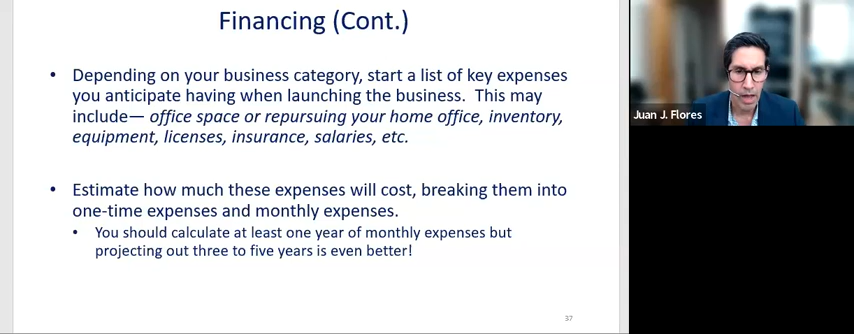 Financing (Cont.)
• Depending on your business category, start a list of key expenses
you anticipate having when launching the business.  This may
include— office space or repursuing your home office, inventory,
equipment, licenses, insurance, salaries, etc.
• Estimate how much these expenses will cost, breaking them into
one-time expenses and monthly expenses.
• You should calculate at least one year of monthly expenses but
projecting out three to five years is even better!
37
Juan J. Flores